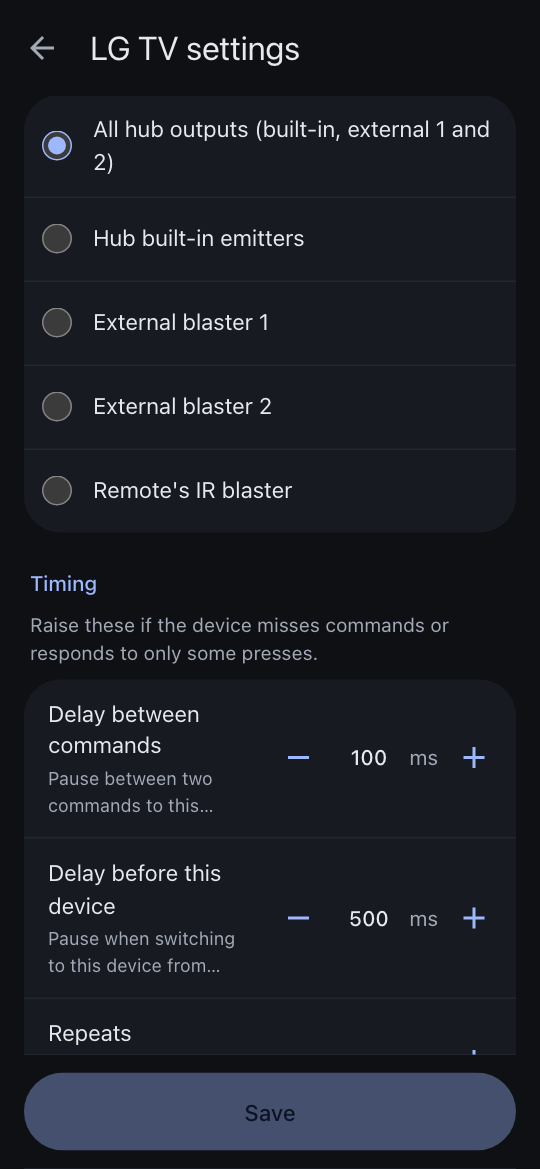 LG TV settings
All hub outputs (built-in, external 1 and
2)
Hub built-in emitters
External blaster 1
External blaster 2
Remote's IR blaster
Timing
Raise these if the device misses commands or
responds to only some presses.
Delay between
commands
Pause between two
commands to this...
100 ms
Delay before this
device
Pause when switching
to this device from...
500 ms
Repeats
Save